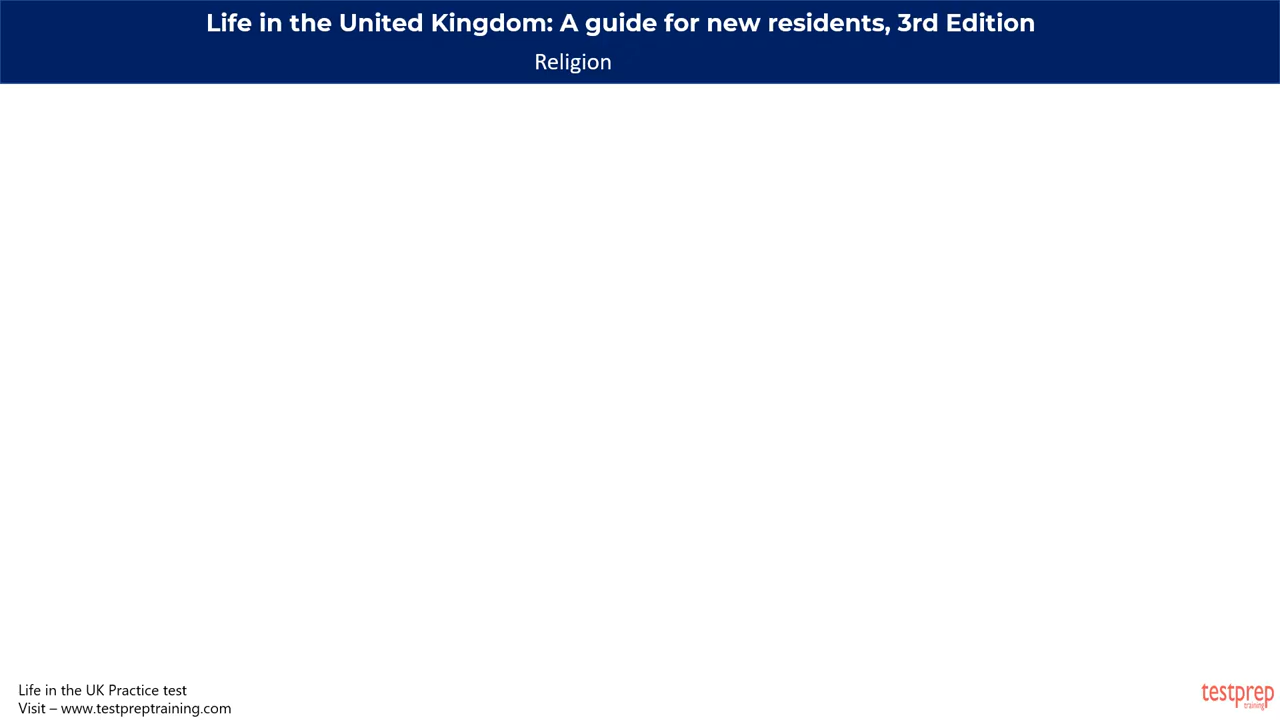 Life in the United Kingdom: A guide for new residents, 3rd Edition
Religion
Life in the UK Practice test
Visit – www.testpreptraining.com
testprep
training